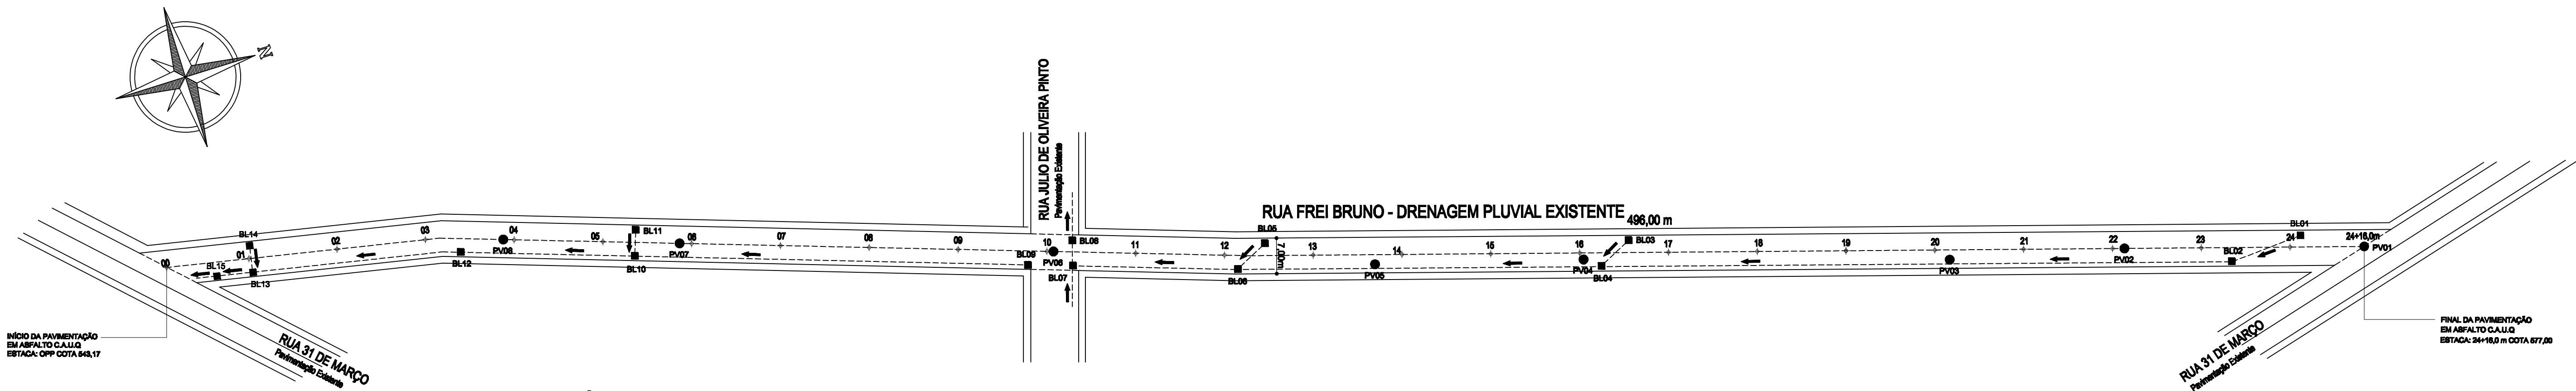 N
RUA JULIO DE OLIVEIRA PINTO
Pavimentação Existente
RUA FREI BRUNO - DRENAGEM PLUVIAL EXISTENTE
496,00 m
BL14
00
BL15
01
BL13
02
03
BL12
04
PV08
05
BL11
BL10
06
PV07
07
08
09
BL09
10
PV06
BL08
BL07
11
12
BL06
BL05
7,00m
13
14
PV05
15
16
PV04
BL03
BL04
17
18
19
20
PV03
21
22
PV02
23
BL02
BL01
24
24+16,0m
PV01
INÍCIO DA PAVIMENTAÇÃO
EM ASFALTO C.A.U.Q
ESTACA: OPP COTA 543,17
RUA 31 DE MARÇO
Pavimentação Existente
RUA 31 DE MARÇO
Pavimentação Existente
FINAL DA PAVIMENTAÇÃO
EM ASFALTO C.A.U.Q
ESTACA: 24+16,0 m COTA 577,00